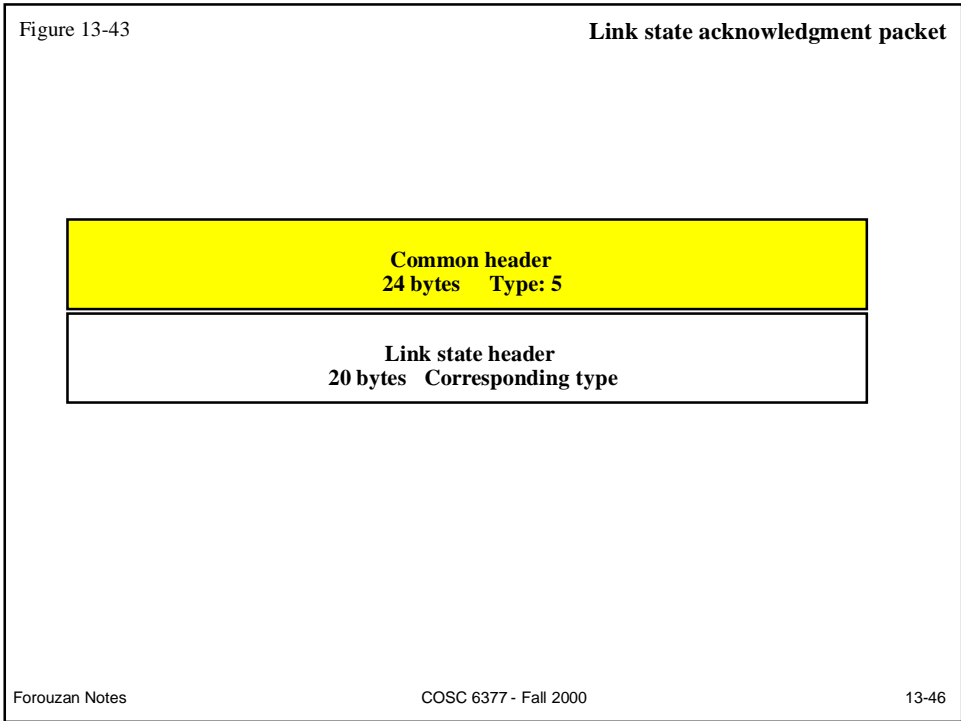 Figure 13-43
Link state acknowledgment packet
Common header
24 bytes Type: 5
Link state header
20 bytes Corresponding type
Forouzan Notes
COSC 6377 - Fall 2000
13-46